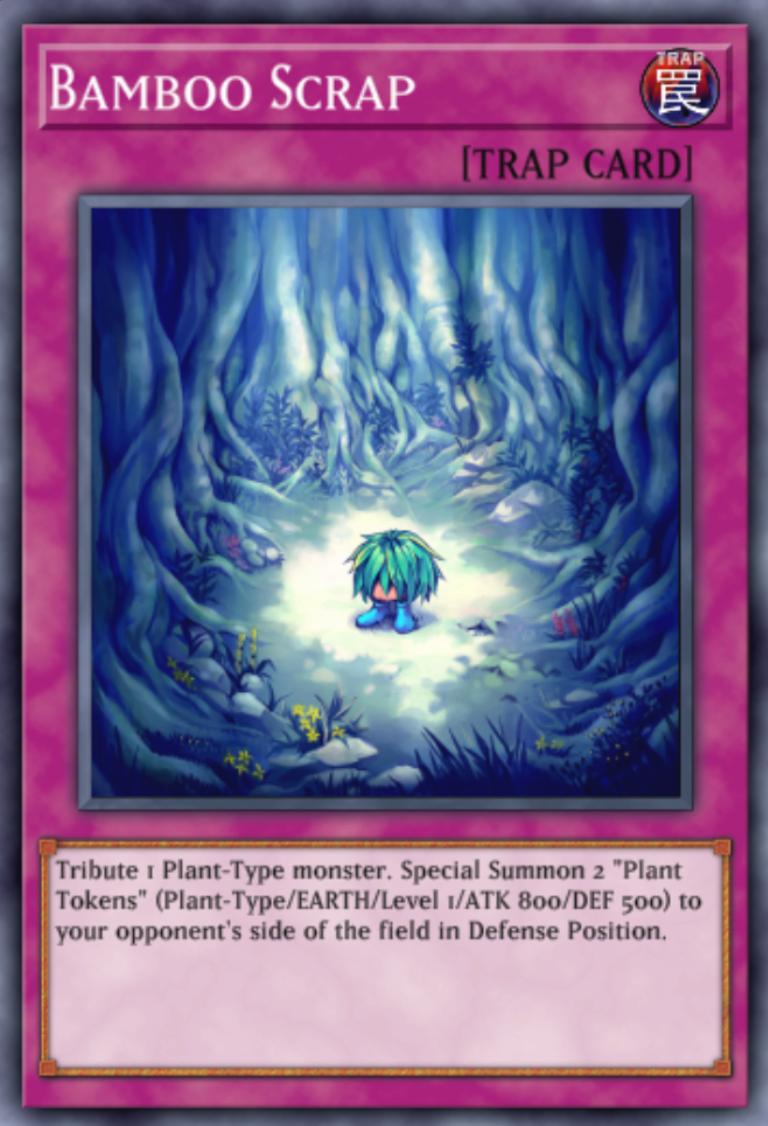 Bamboo Scrap
TRAP
罠
[TRAP CARD]
Tribute 1 Plant-Type monster. Special Summon 2 "Plant
Tokens" (Plant-Type/EARTH/Level 1/ATK 800/DEF 500) to
your opponent's side of the field in Defense Position.